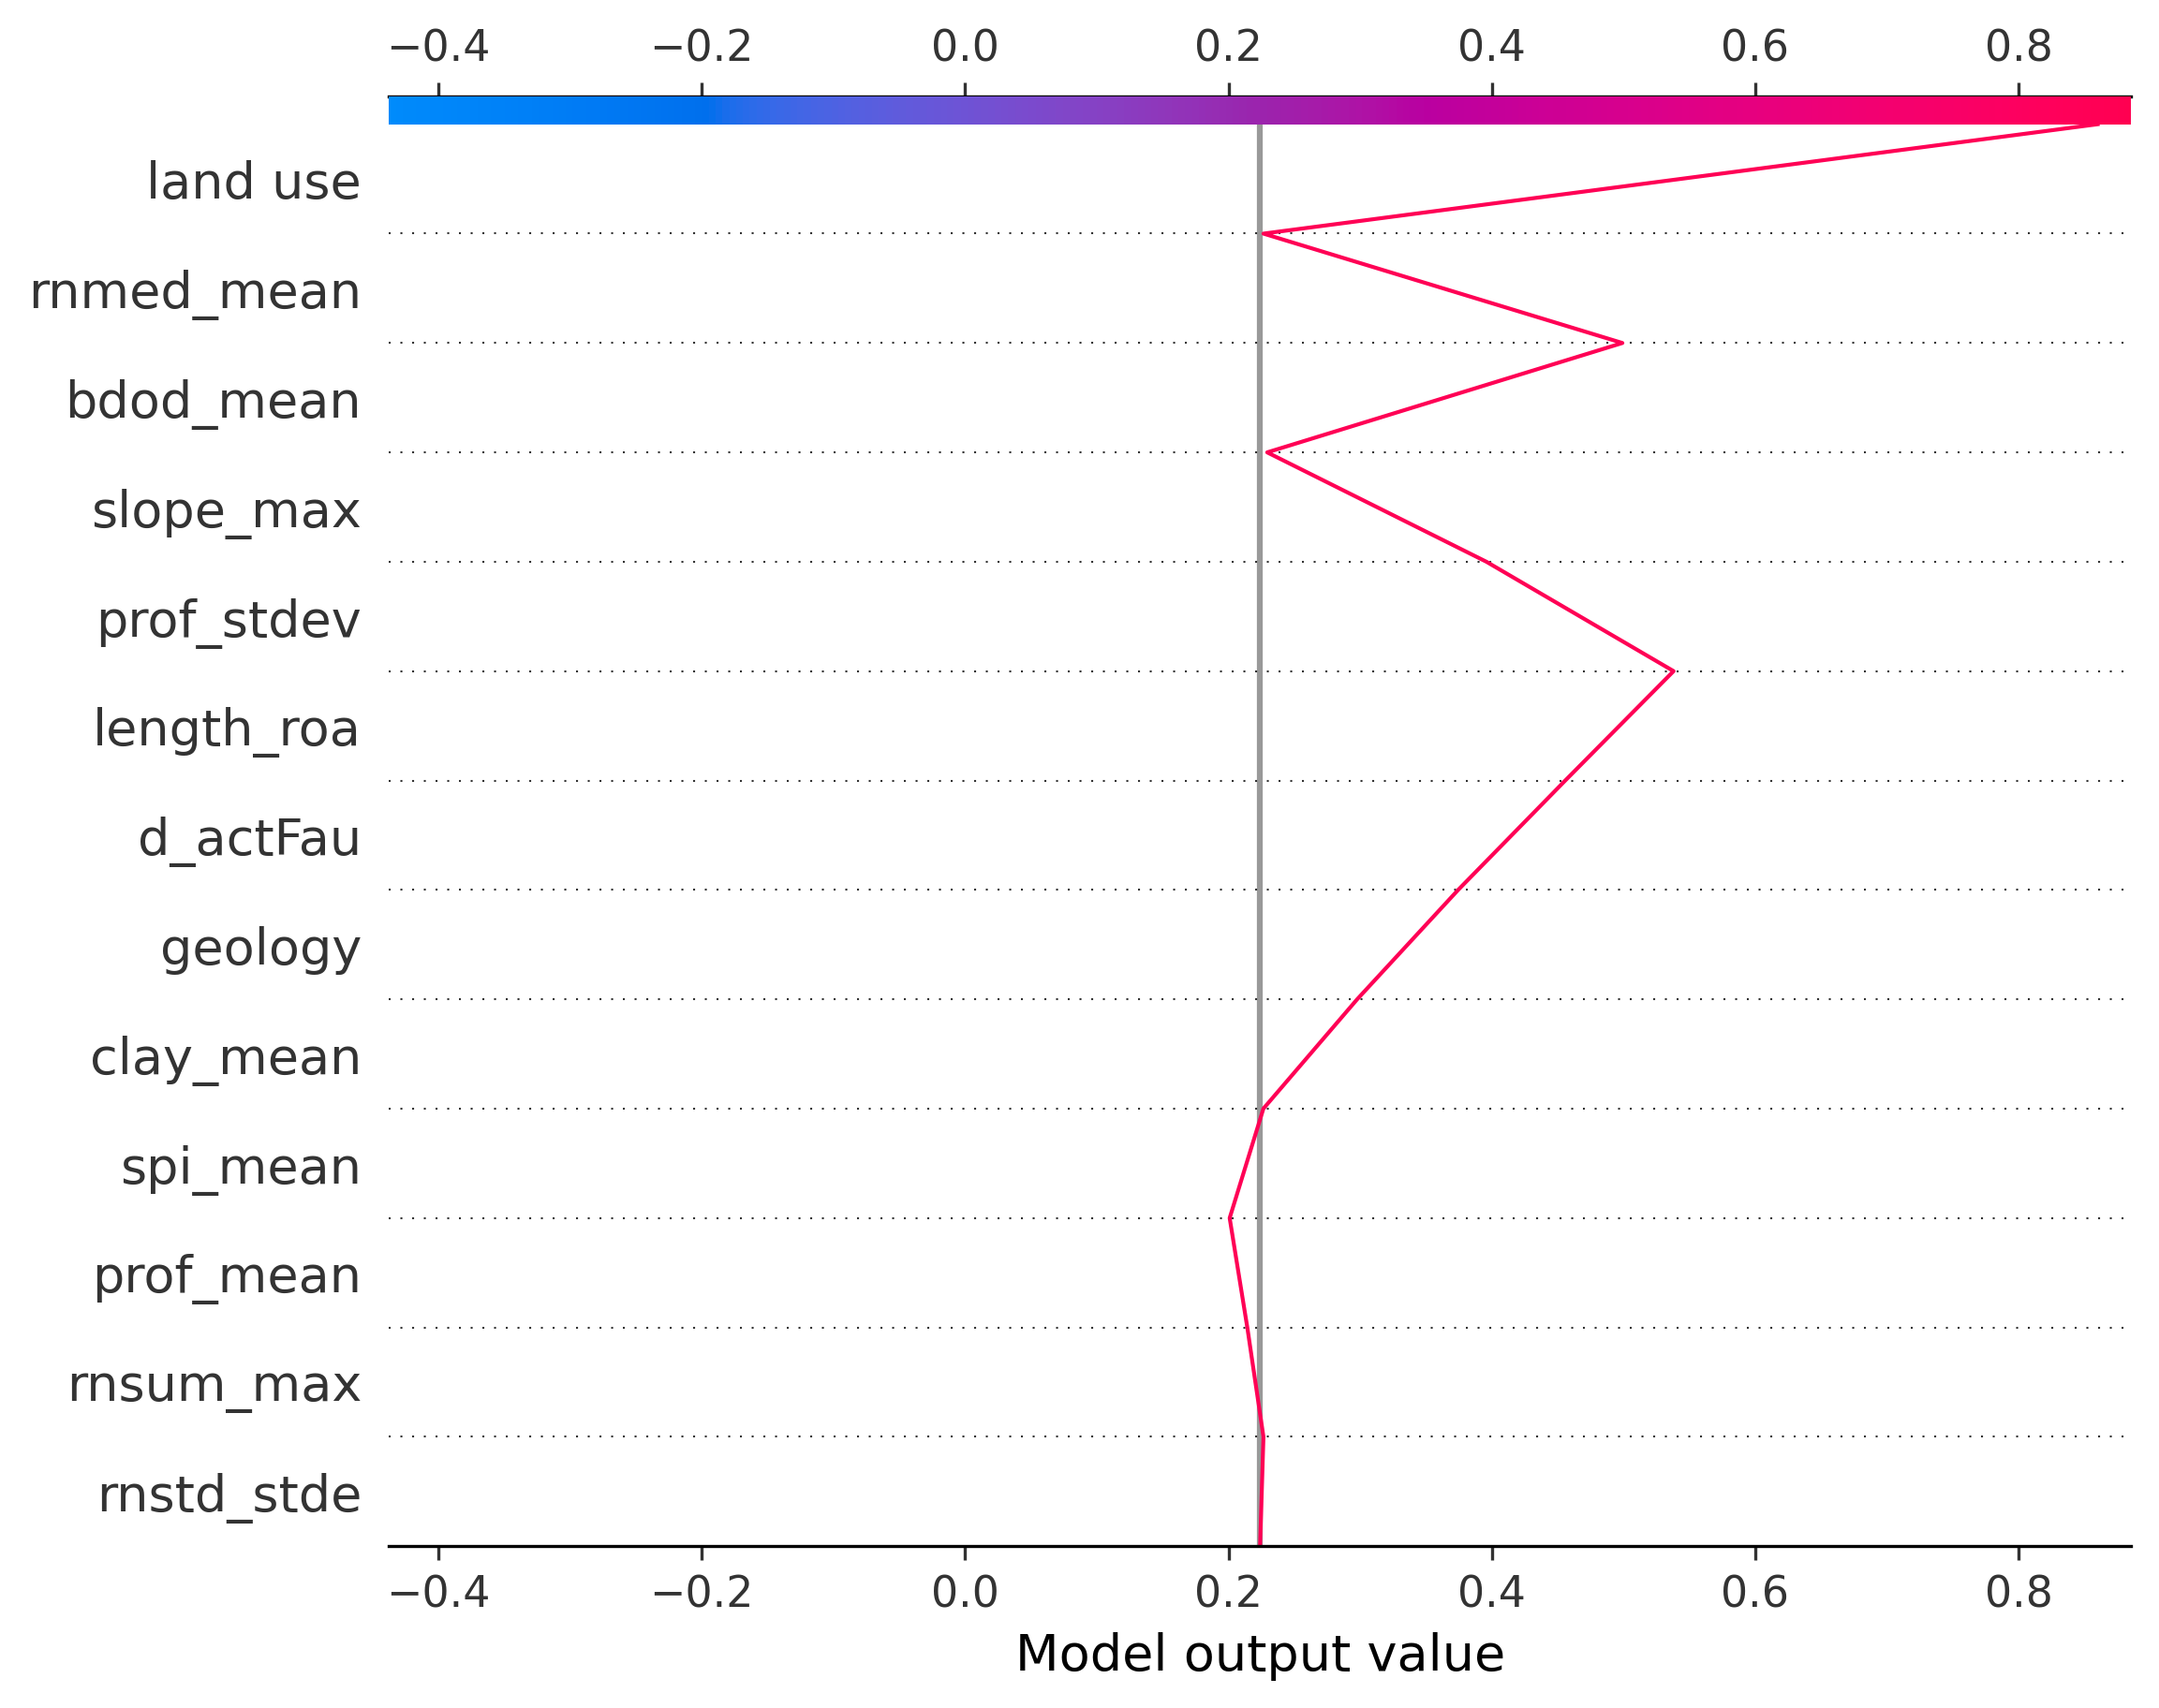 −0.4 −0.2 0.0 0.2 0.4 0.6 0.8
land use
rnmed_mean
bdod_mean
slope_max
prof_stdev
length_roa
d_actFau
geology
clay_mean
spi_mean
prof_mean
rnsum_max
rnstd_stde
−0.4 −0.2 0.0 0.2 0.4 0.6 0.8
Model output value